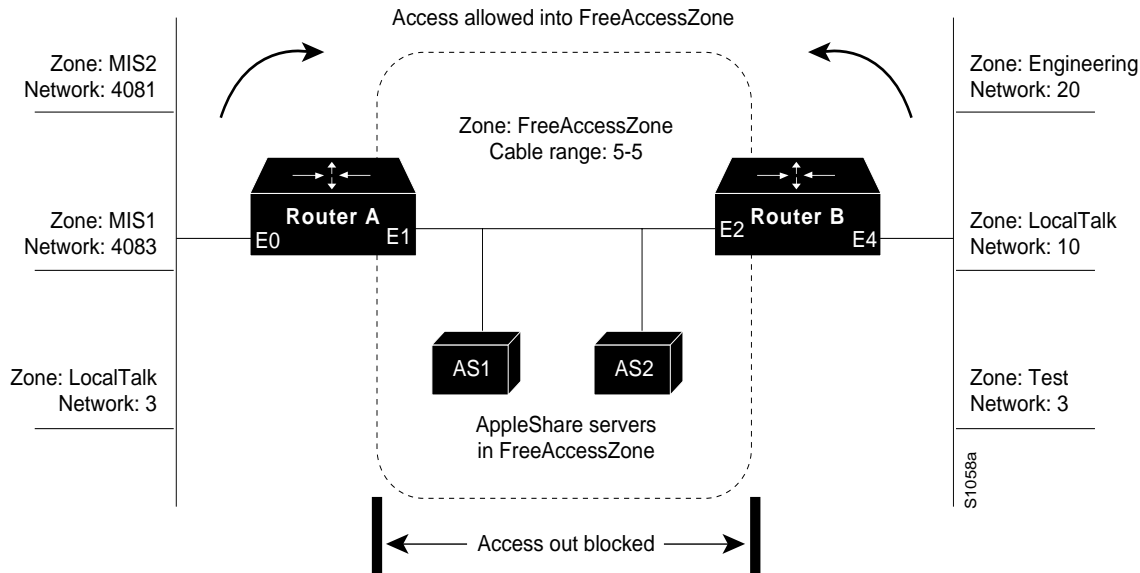 Access allowed into FreeAccessZone
Zone: MIS2
Network: 4081
Zone: Engineering
Network: 20
Zone: FreeAccessZone
Cable range: 5-5
Zone: MIS1
Network: 4083
Router A
E0
E1
Router B
E2
E4
Zone: LocalTalk
Network: 10
AS1
AS2
Zone: LocalTalk
Network: 3
Zone: Test
Network: 3
AppleShare servers
in FreeAccessZone
S1058a
Access out blocked